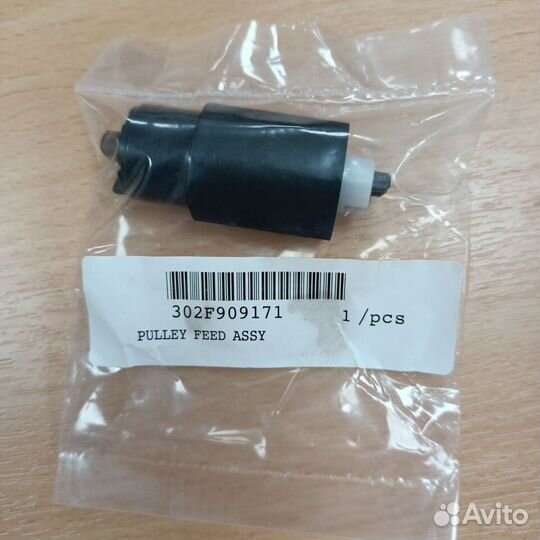 302F909171 1 /pcs
PULLEY FEED ASSY
Avito